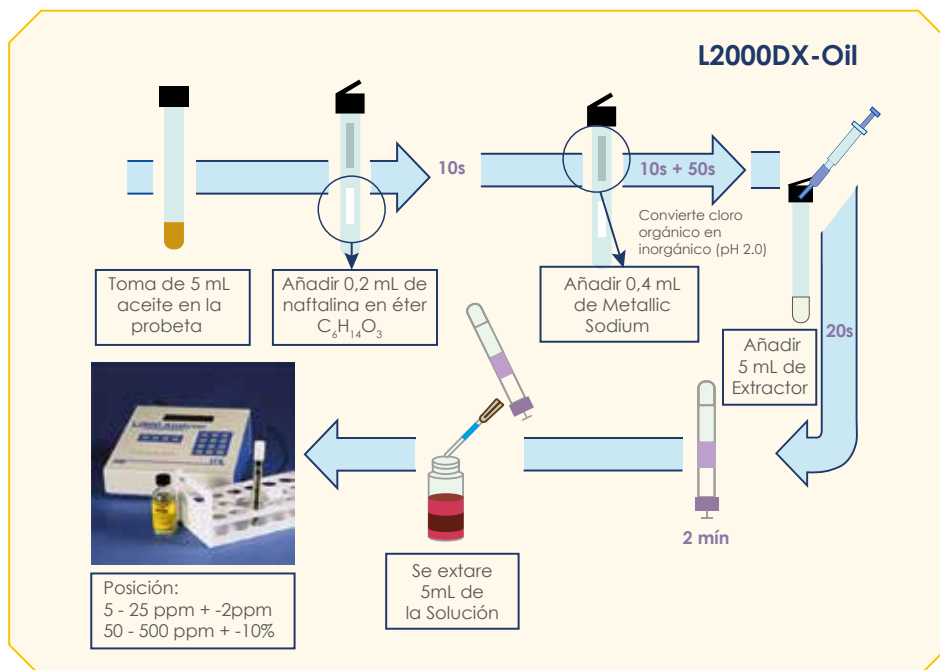 L2000DX-Oil
10s
10s + 50s
Convierte cloro
orgánico en
inorgánico (pH 2.0)
Toma de 5 mL
aceite en la
probeta
Añadir 0,2 mL de
naftalina en éter
C₆H₁₄O₃
Añadir 0,4 mL
de Metallic
Sodium
Añadir
5 mL de
Extractor
20s
2 mín
Se extare
5mL de
la Solución
L2000 Analyzer
Posición:
5 - 25 ppm + -2ppm
50 - 500 ppm + -10%